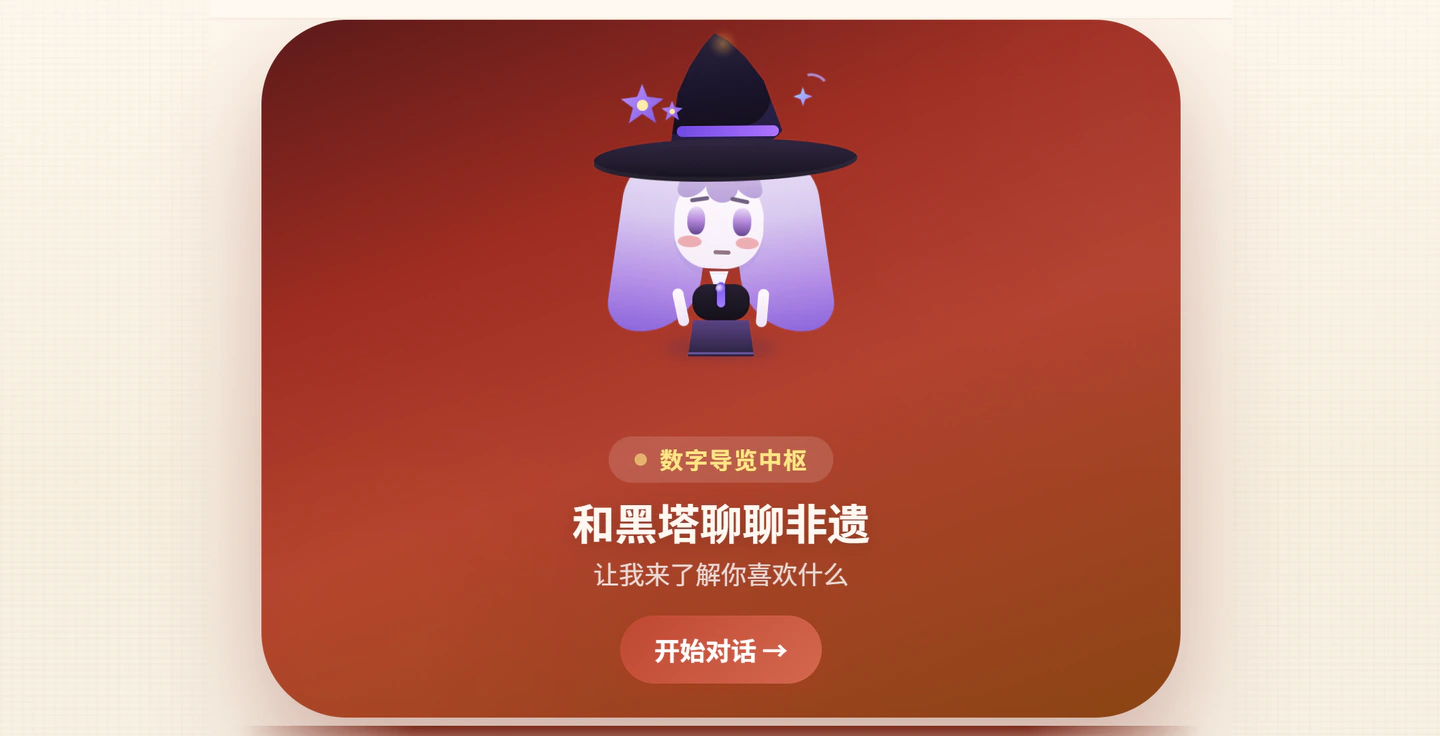 数字导览中枢
和黑塔聊聊非遗
让我来了解你喜欢什么
开始对话 →